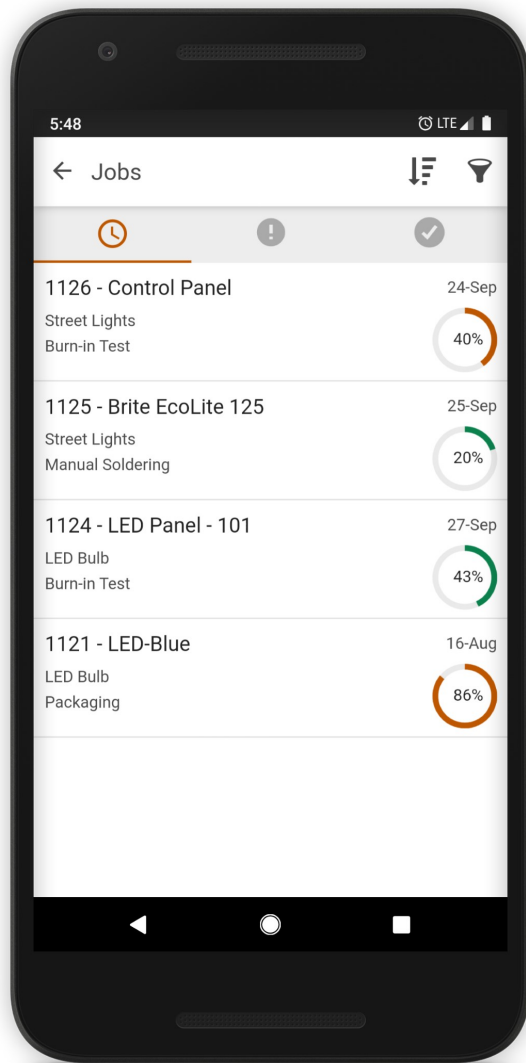 5:48 LTE
Jobs
1126 - Control Panel 24-Sep
Street Lights
Burn-in Test 40%
1125 - Brite EcoLite 125 25-Sep
Street Lights
Manual Soldering 20%
1124 - LED Panel - 101 27-Sep
LED Bulb
Burn-in Test 43%
1121 - LED-Blue 16-Aug
LED Bulb
Packaging 86%